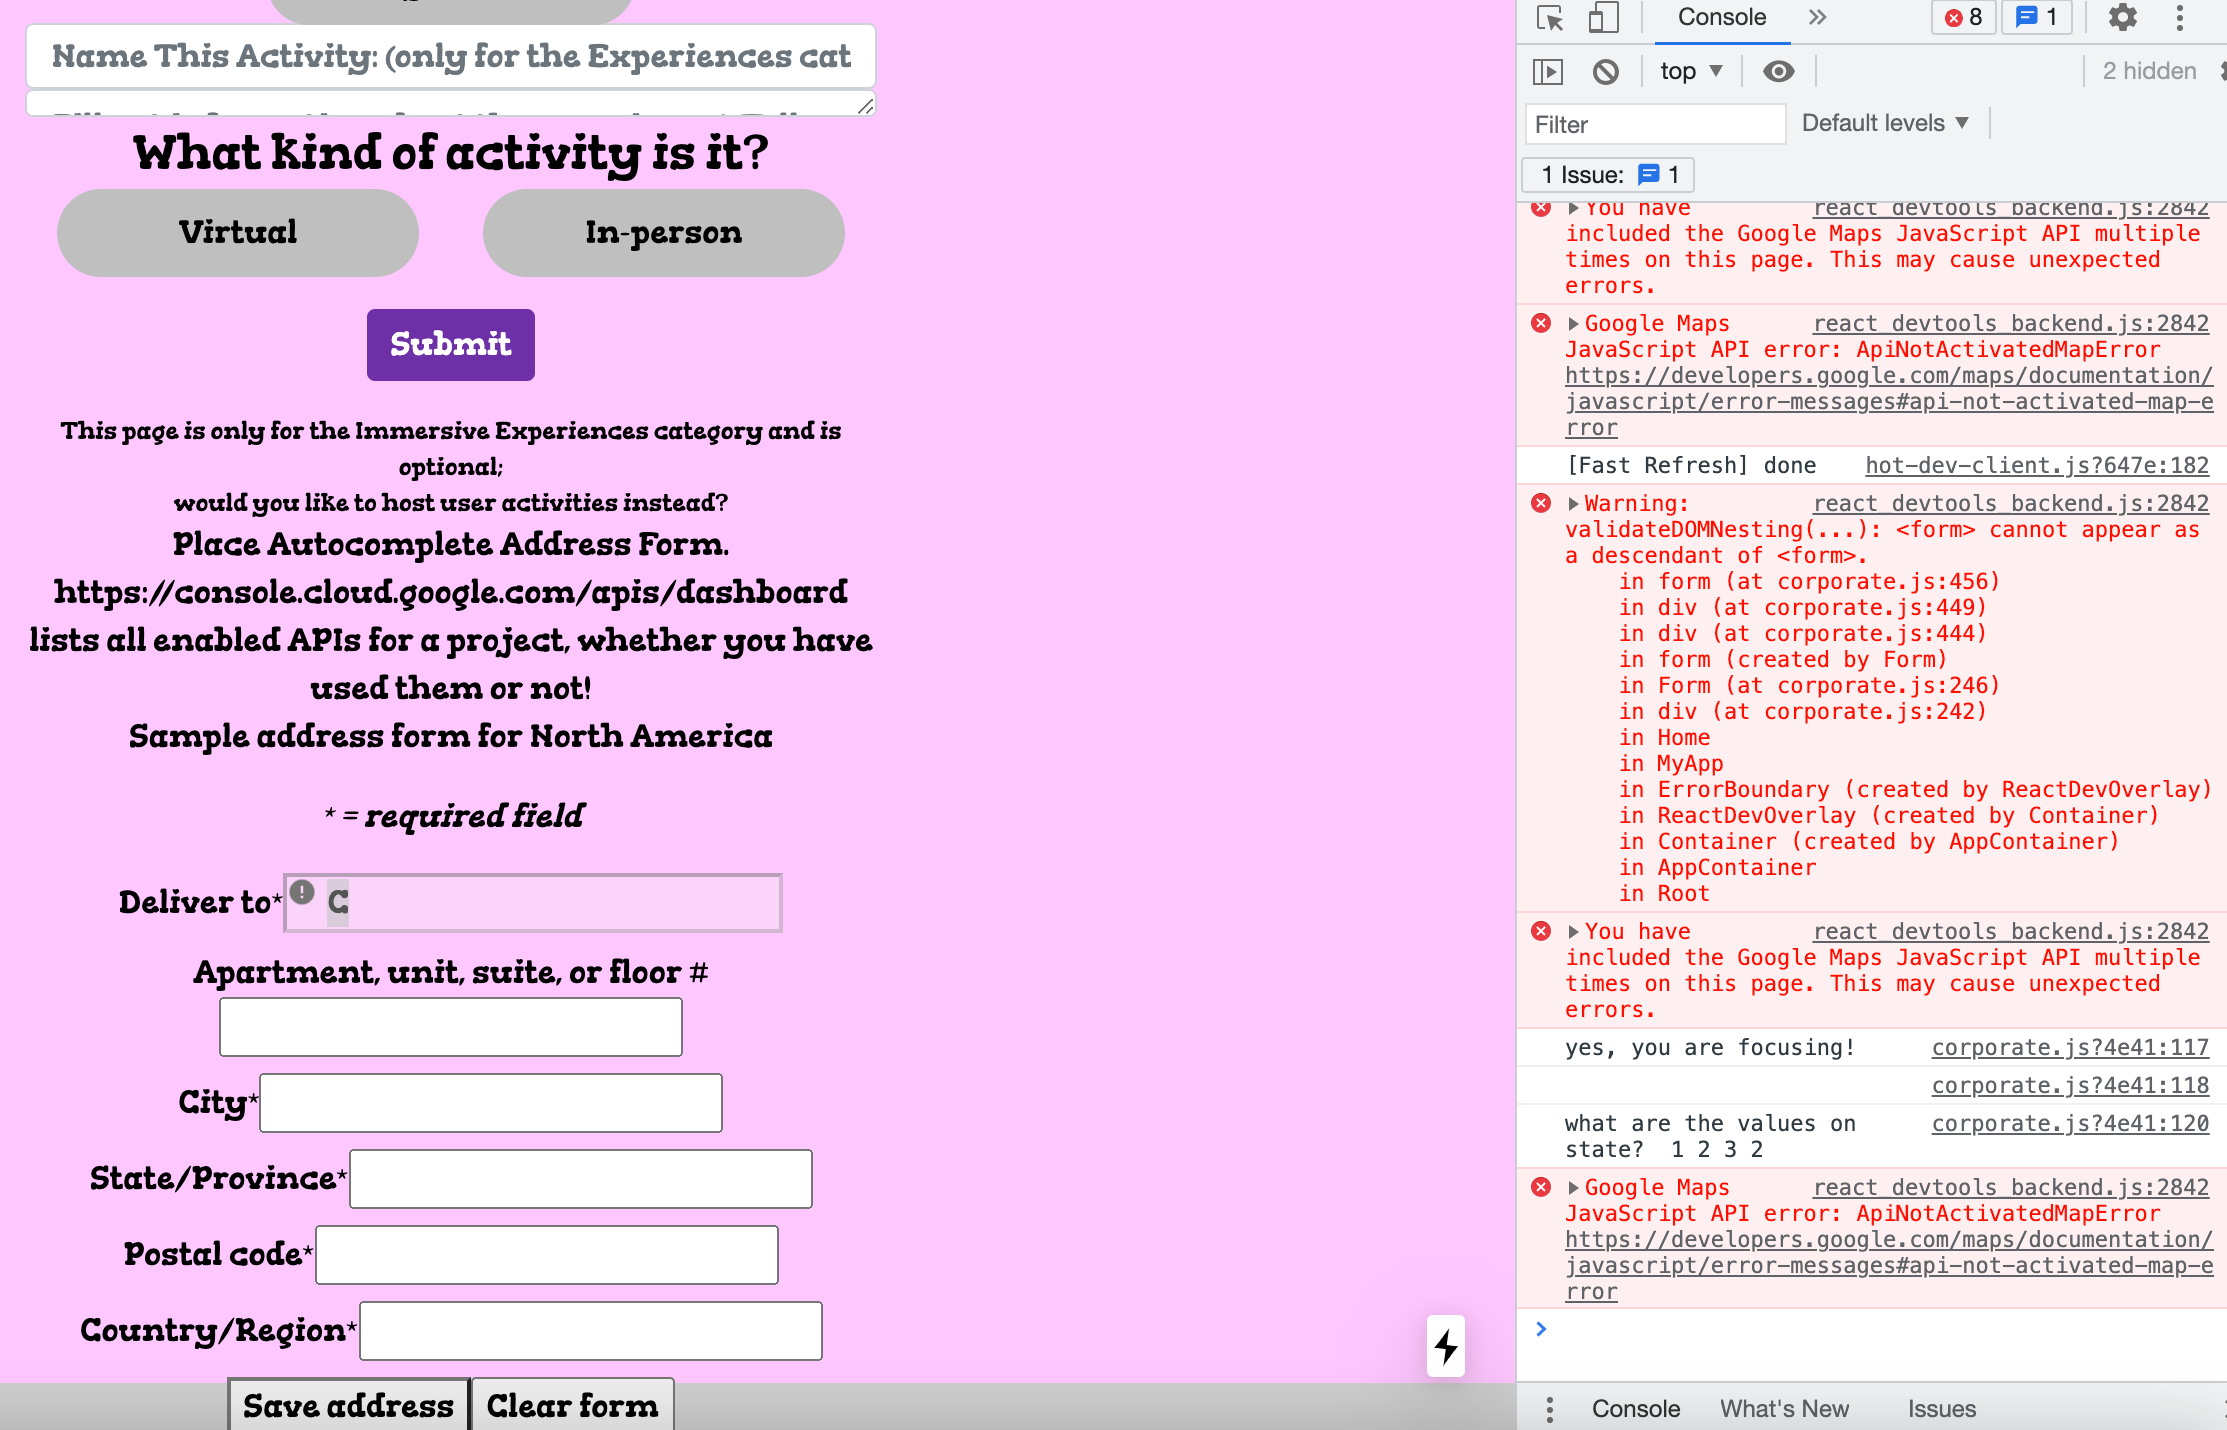 Name This Activity: (only for the Experiences cat
What kind of activity is it?
Virtual
In-person
Submit
This page is only for the Immersive Experiences category and is
optional;
would you like to host user activities instead?
Place Autocomplete Address Form.
https://console.cloud.google.com/apis/dashboard
lists all enabled APIs for a project, whether you have
used them or not!
Sample address form for North America
* = required field
Deliver to*
C
Apartment, unit, suite, or floor #
City*
State/Province*
Postal code*
Country/Region*
Save address
Clear form
Console
8
1
top
2 hidden
Filter
Default levels
1 Issue: 1
You have react_devtools_backend.js:2842
included the Google Maps JavaScript API multiple
times on this page. This may cause unexpected
errors.
Google Maps react_devtools_backend.js:2842
JavaScript API error: ApiNotActivatedMapError
https://developers.google.com/maps/documentation/
javascript/error-messages#api-not-activated-map-e
rror
[Fast Refresh] done hot-dev-client.js?647e:182
Warning: react_devtools_backend.js:2842
validateDOMNesting(...): <form> cannot appear as
a descendant of <form>.
in form (at corporate.js:456)
in div (at corporate.js:449)
in div (at corporate.js:444)
in form (created by Form)
in Form (at corporate.js:246)
in div (at corporate.js:242)
in Home
in MyApp
in ErrorBoundary (created by ReactDevOverlay)
in ReactDevOverlay (created by Container)
in Container (created by AppContainer)
in AppContainer
in Root
You have react_devtools_backend.js:2842
included the Google Maps JavaScript API multiple
times on this page. This may cause unexpected
errors.
yes, you are focusing! corporate.js?4e41:117
corporate.js?4e41:118
what are the values on corporate.js?4e41:120
state?  1 2 3 2
Google Maps react_devtools_backend.js:2842
JavaScript API error: ApiNotActivatedMapError
https://developers.google.com/maps/documentation/
javascript/error-messages#api-not-activated-map-e
rror
Console
What's New
Issues